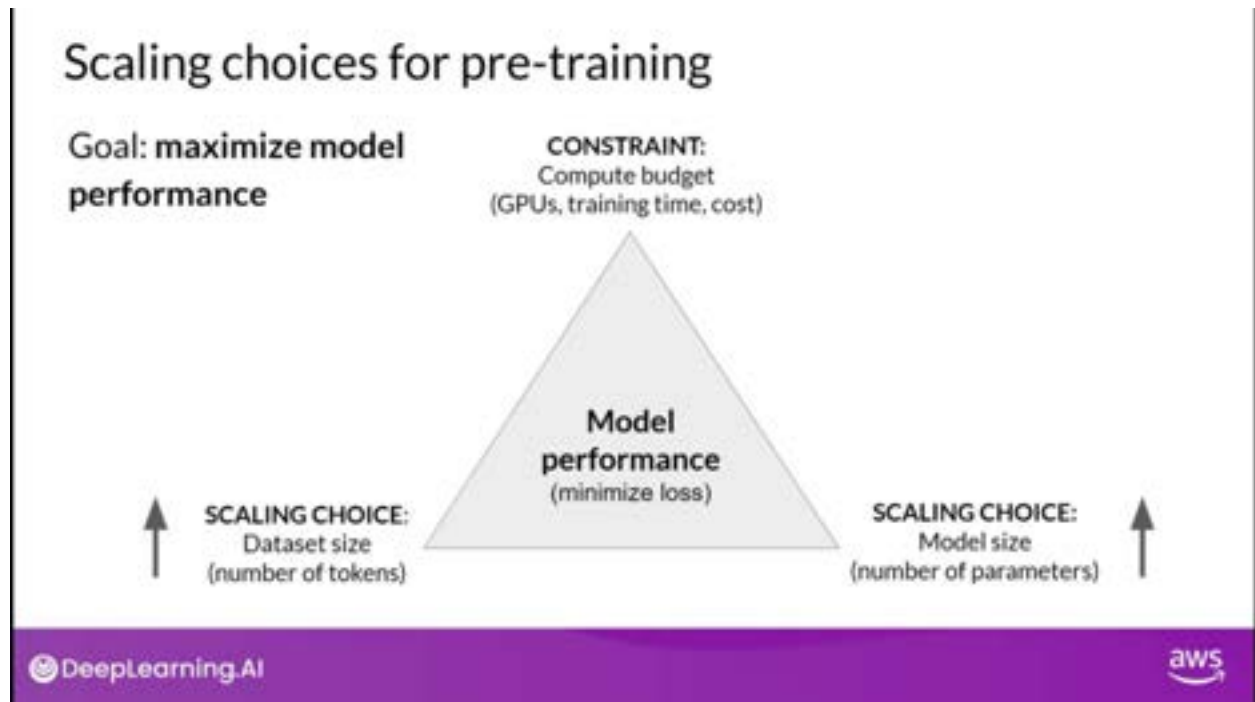 Scaling choices for pre-training
Goal: maximize model
performance
CONSTRAINT:
Compute budget
(GPUs, training time, cost)
Model
performance
(minimize loss)
SCALING CHOICE:
Dataset size
(number of tokens)
SCALING CHOICE:
Model size
(number of parameters)
DeepLearning.AI
aws